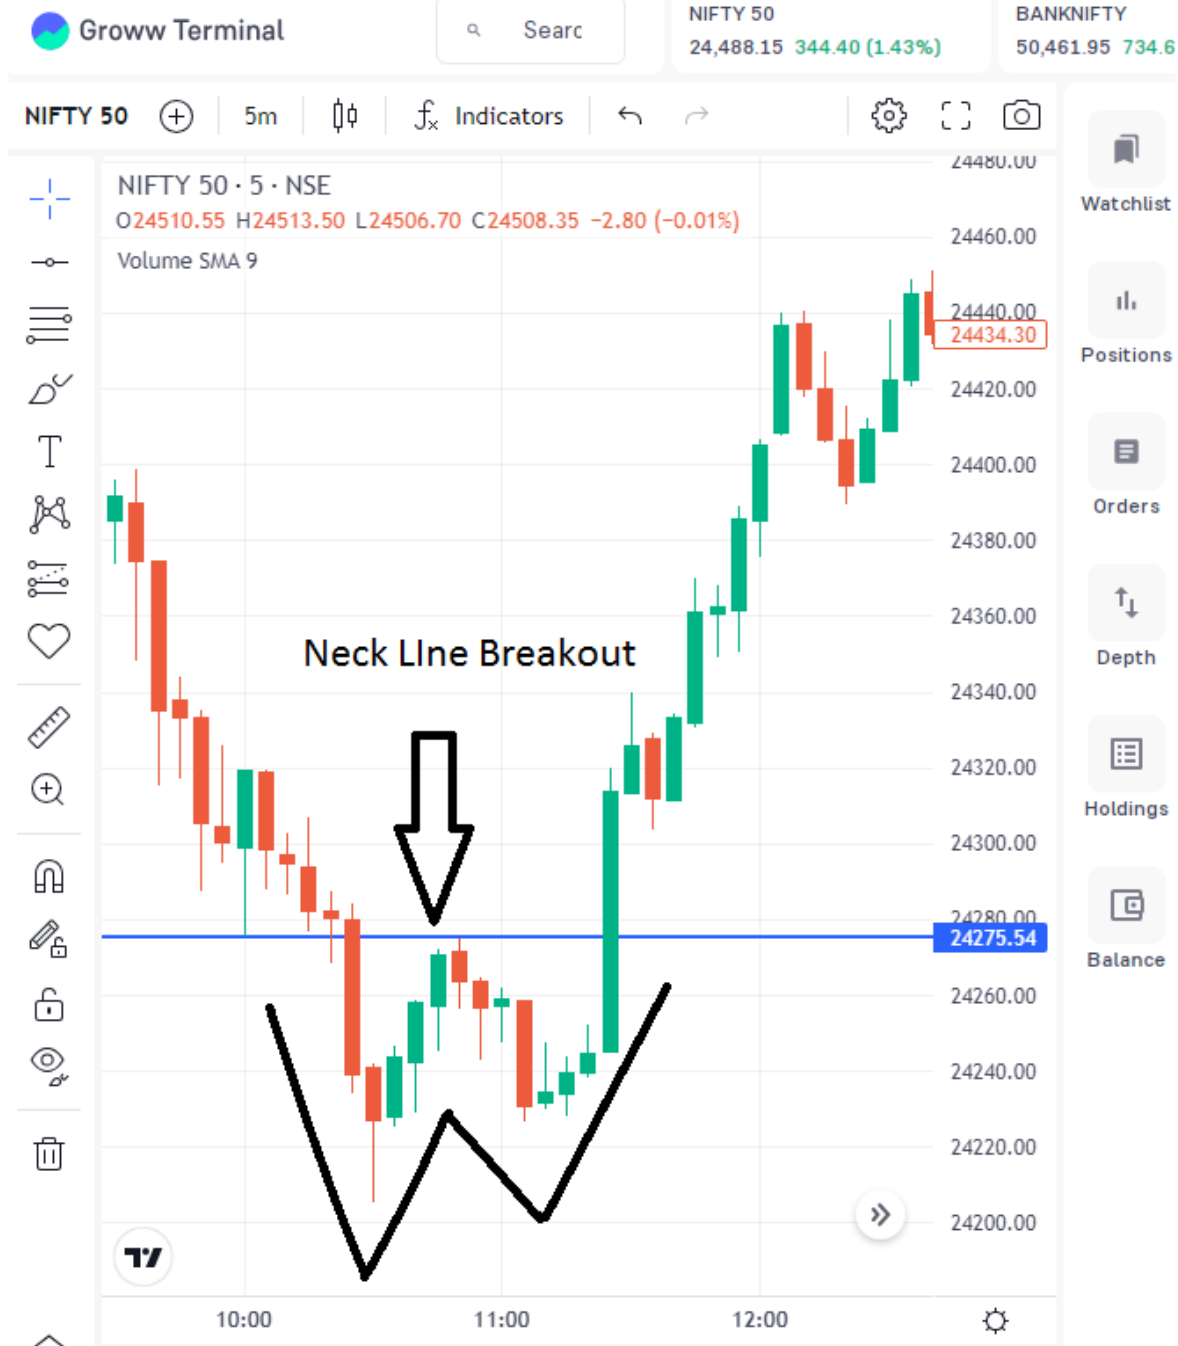 Groww Terminal
Searc
NIFTY 50
24,488.15 344.40 (1.43%)
BANKNIFTY
50,461.95 734.6
NIFTY 50
5m
Indicators
NIFTY 50 · 5 · NSE
O24510.55 H24513.50 L24506.70 C24508.35 −2.80 (−0.01%)
Volume SMA 9
24480.00
24460.00
24440.00
24434.30
24420.00
24400.00
24380.00
24360.00
24340.00
24320.00
24300.00
24280.00
24275.54
24260.00
24240.00
24220.00
24200.00
Neck LIne Breakout
10:00 11:00 12:00
Watchlist
Positions
Orders
Depth
Holdings
Balance